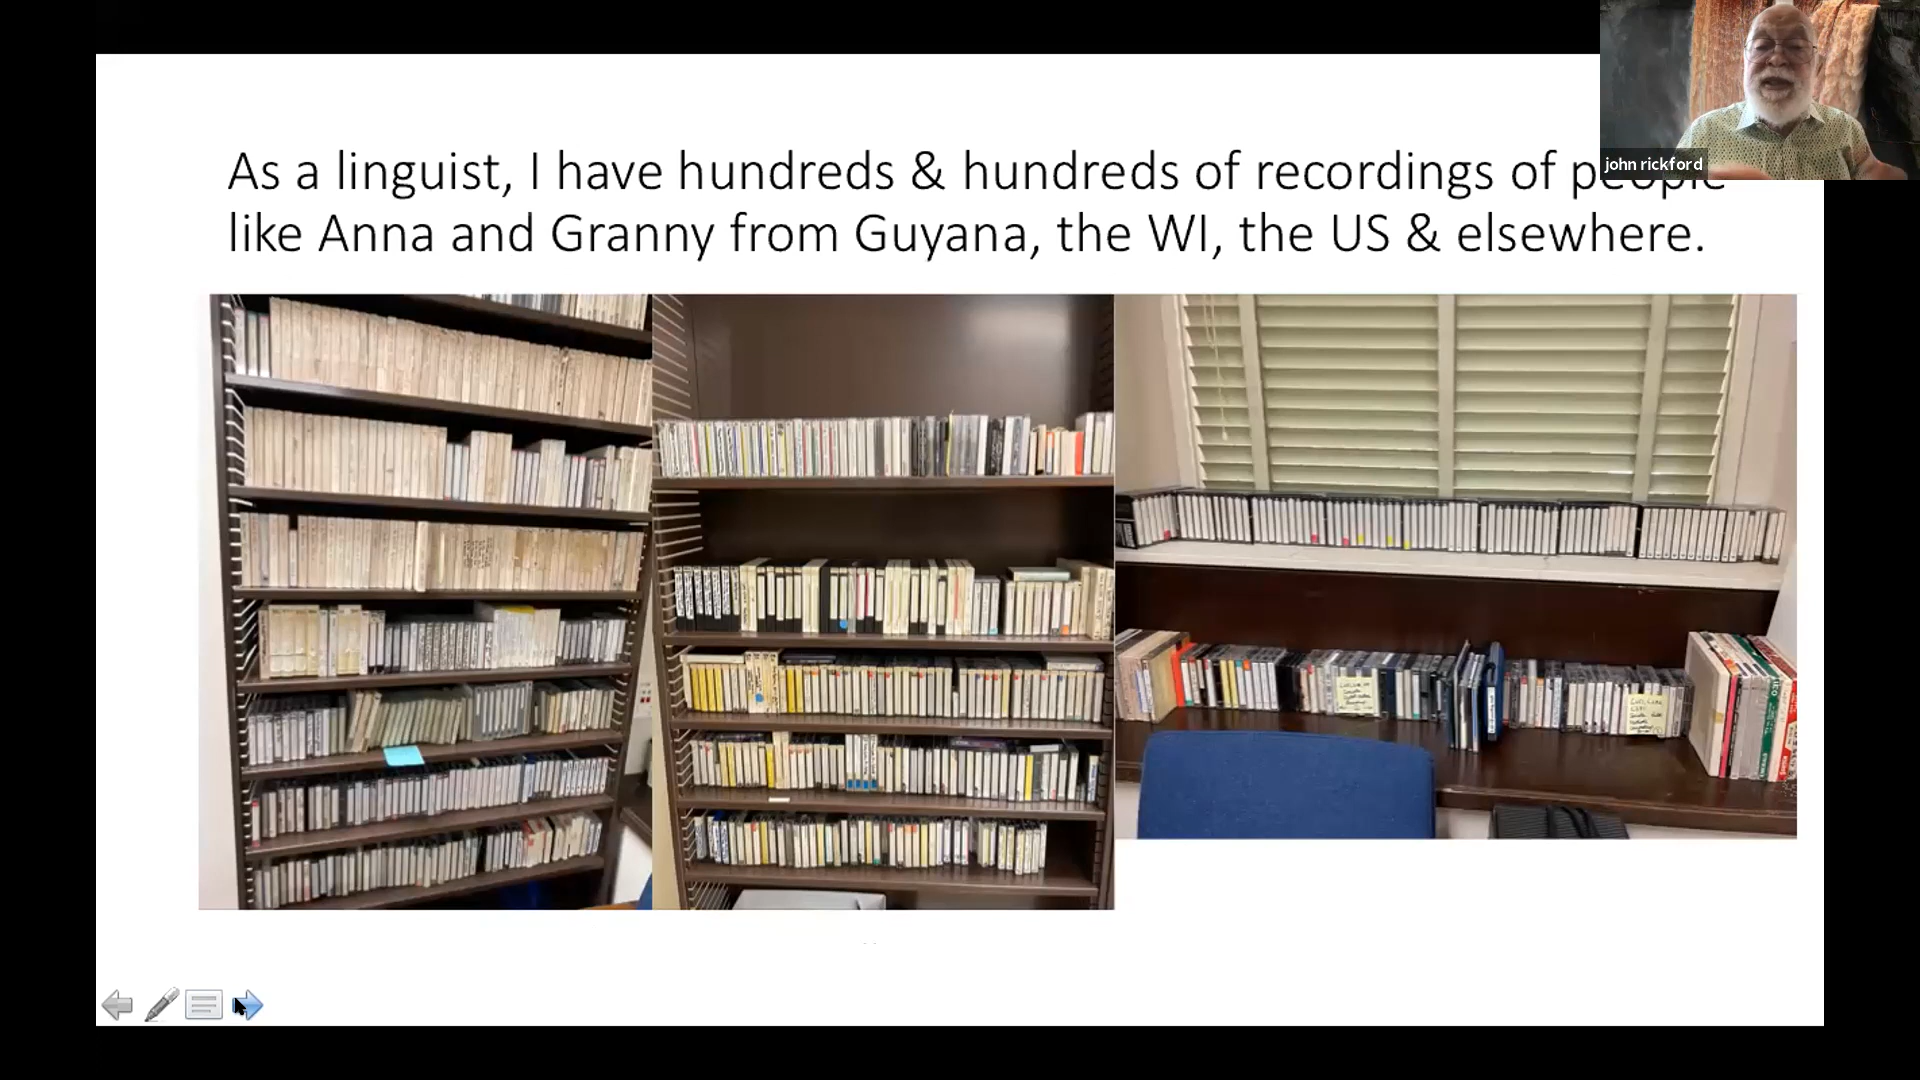 As a linguist, I have hundreds & hundreds of recordings of people
like Anna and Granny from Guyana, the WI, the US & elsewhere.
john rickford